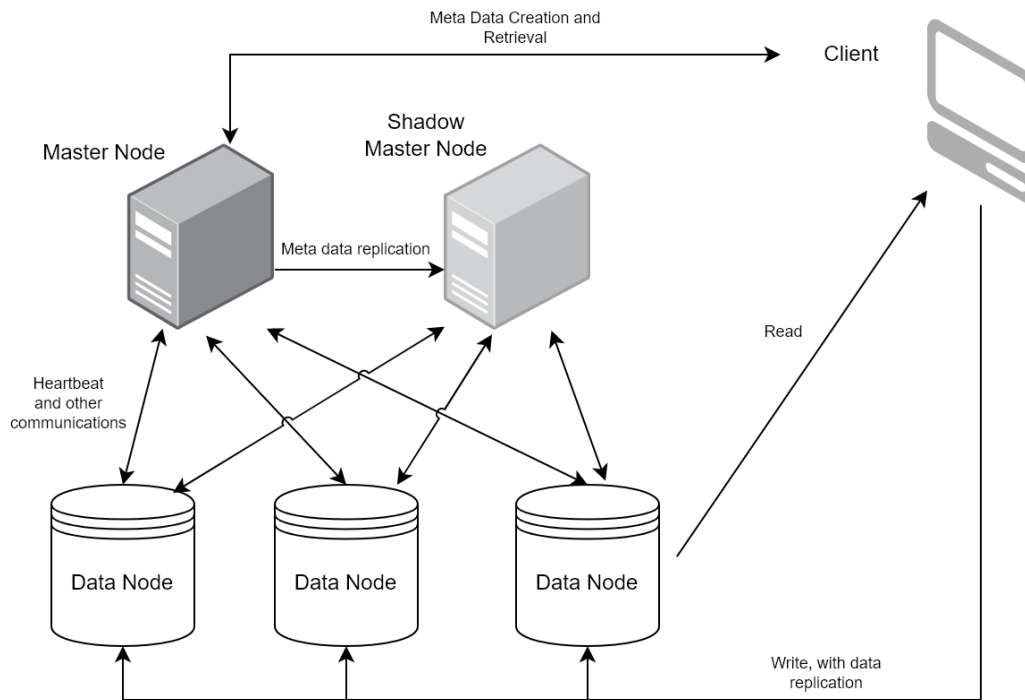 Meta Data Creation and
Retrieval
Client
Shadow
Master Node
Master Node
Meta data replication
Read
Heartbeat
and other
communications
Data Node
Data Node
Data Node
Write, with data
replication